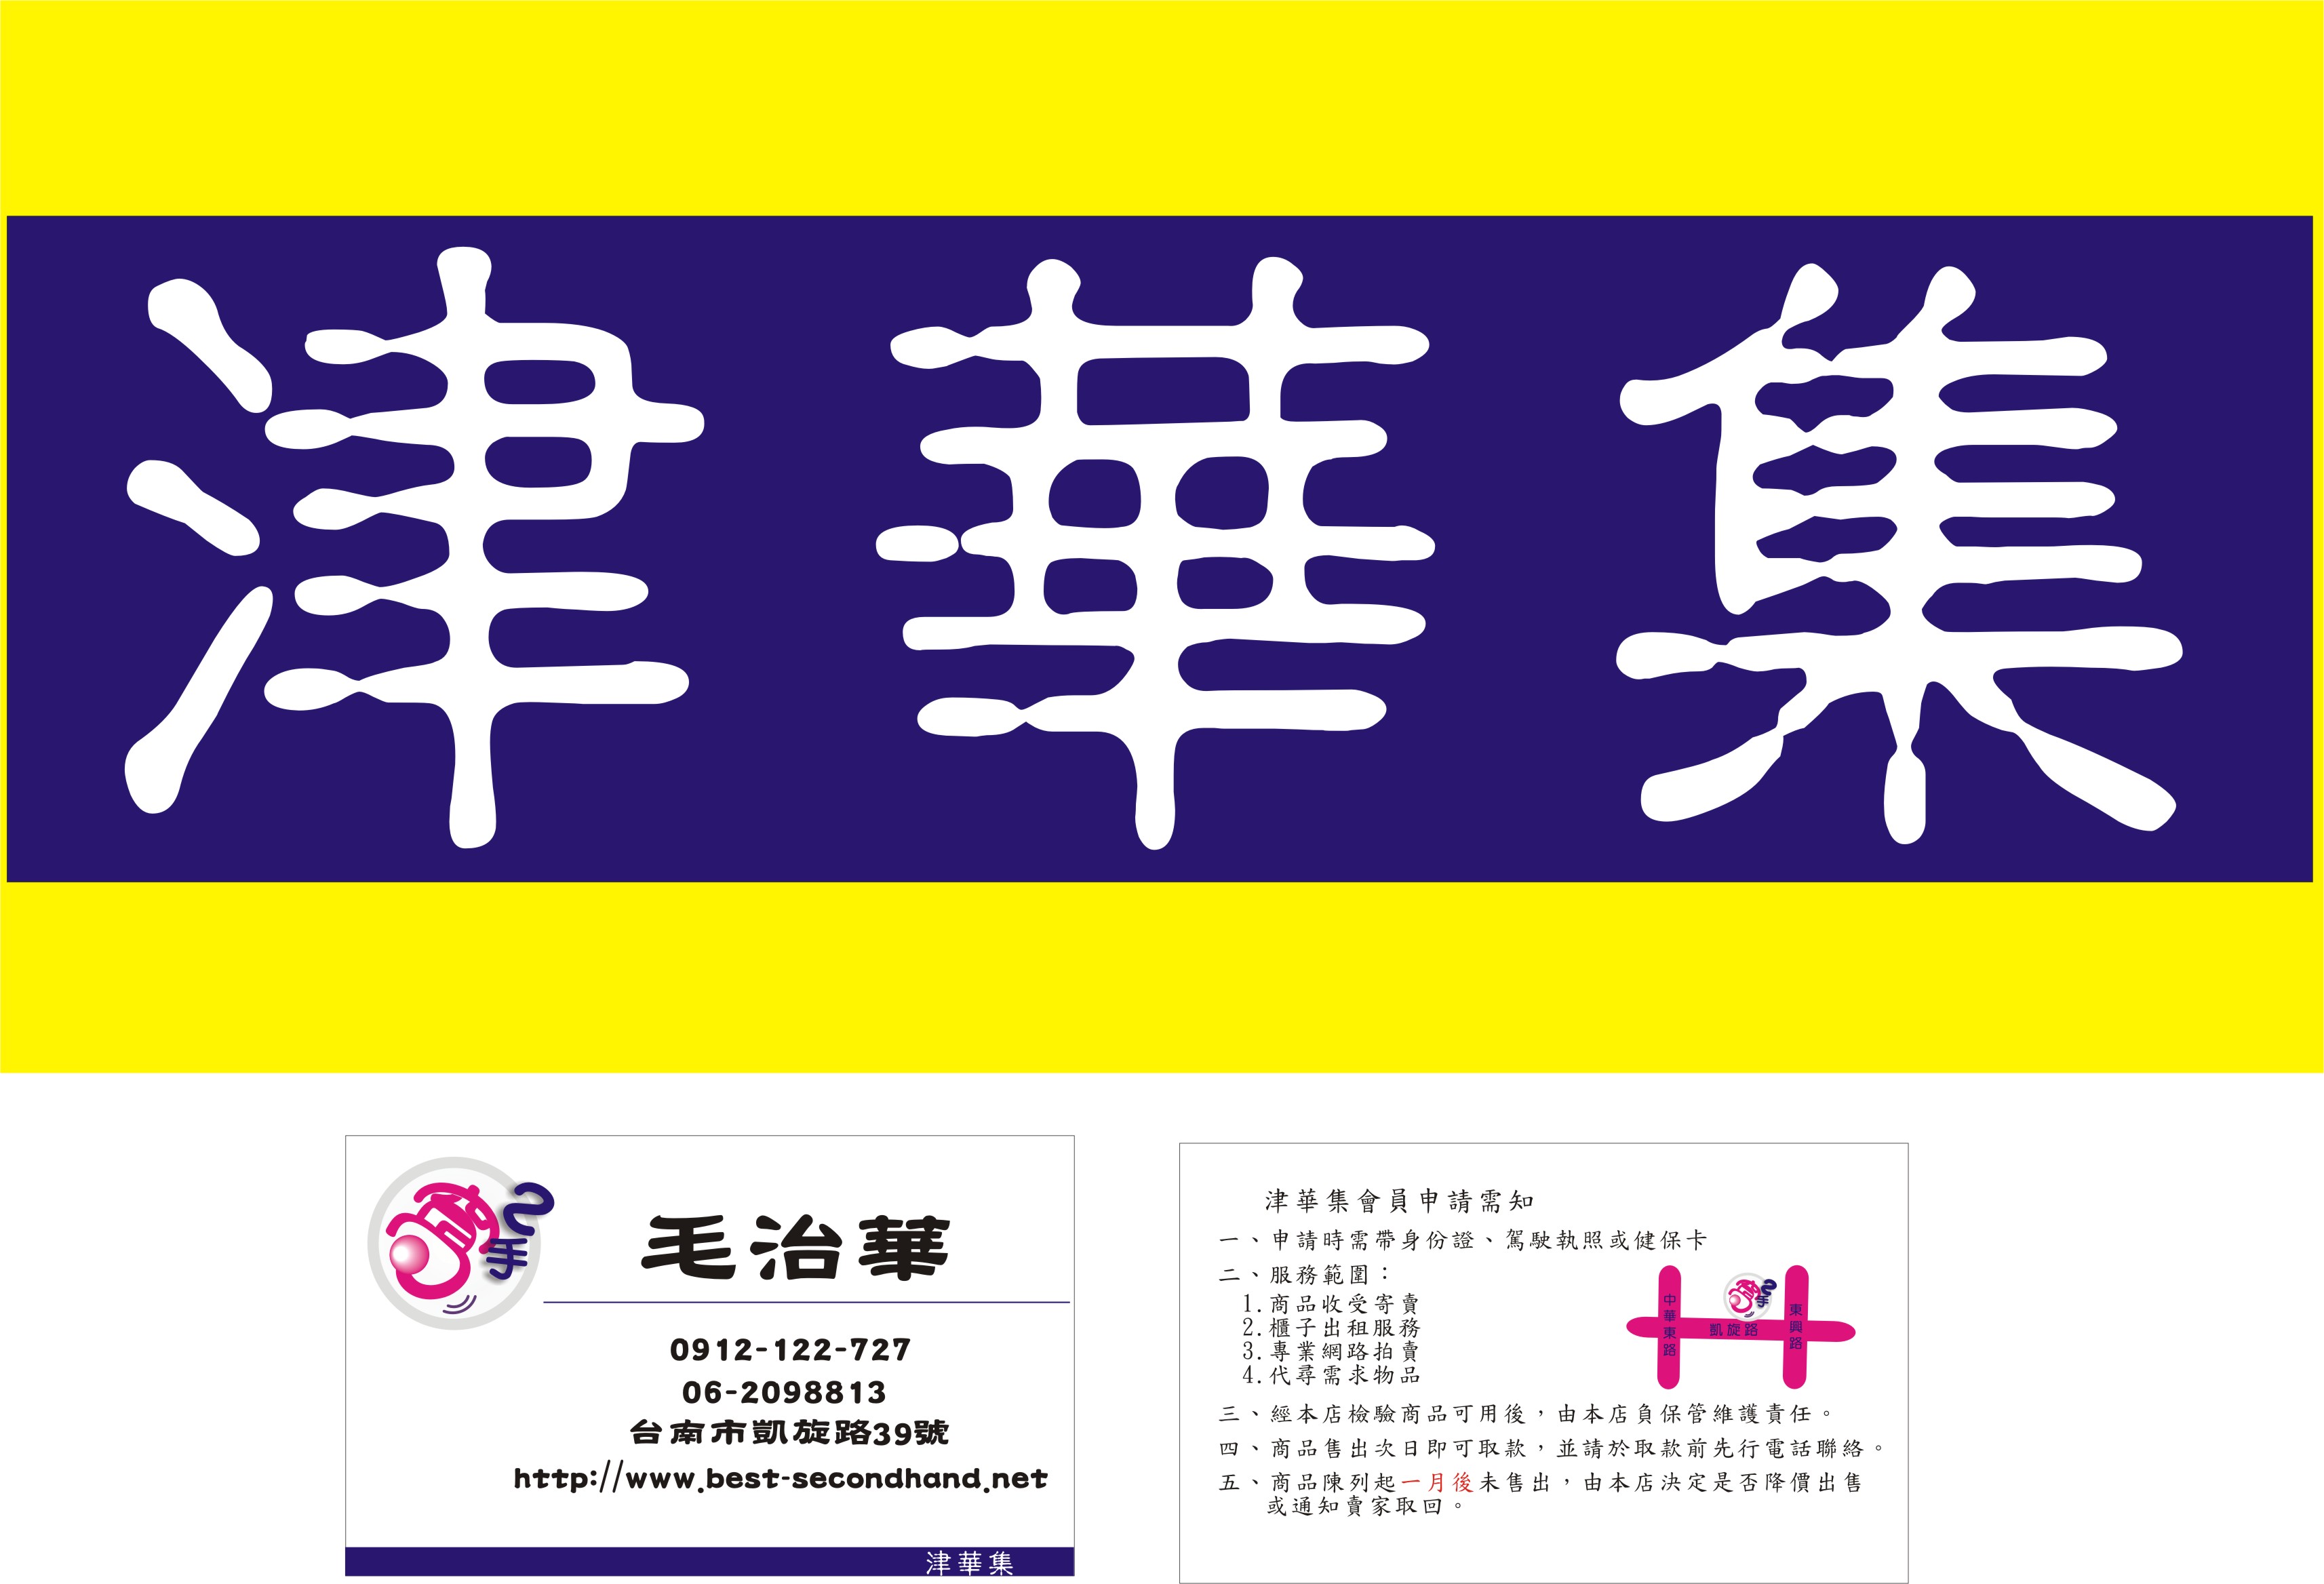 津華集
2手
毛治華
0912-122-727
06-2098813
台南市凱旋路39號
http://www.best-secondhand.net
津華集
津華集會員申請需知
一、申請時需帶身份證、駕駛執照或健保卡
二、服務範圍：
1.商品收受寄賣
2.櫃子出租服務
3.專業網路拍賣
4.代尋需求物品
2手
中華東路
凱旋路
東興路
三、經本店檢驗商品可用後，由本店負保管維護責任。
四、商品售出次日即可取款，並請於取款前先行電話聯絡。
五、商品陳列起一月後未售出，由本店決定是否降價出售
或通知賣家取回。